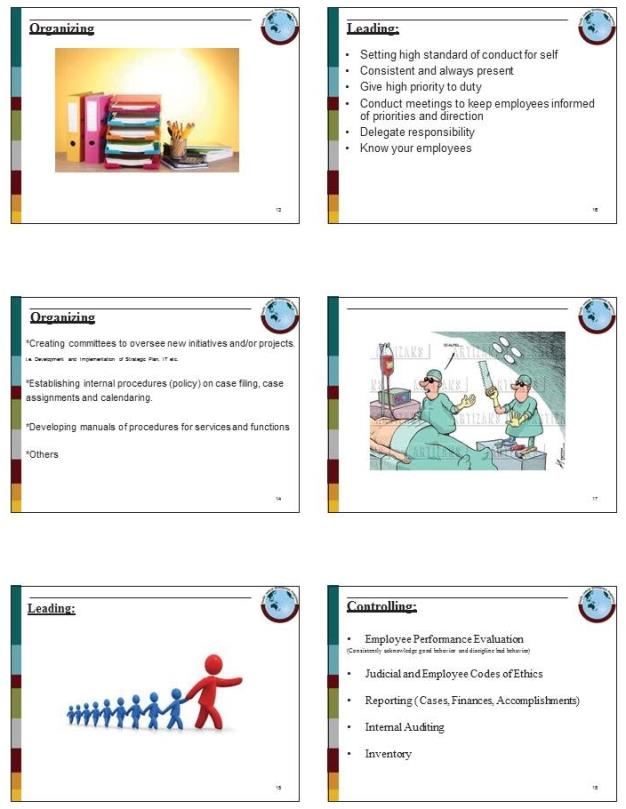 Organizing
Leading:
• Setting high standard of conduct for self
• Consistent and always present
• Give high priority to duty
• Conduct meetings to keep employees informed
of priorities and direction
• Delegate responsibility
• Know your employees
16
Organizing
*Creating committees to oversee new initiatives and/or projects.
i.e. Development and Implementation of Strategic Plan, IT etc.
*Establishing internal procedures (policy) on case filing, case
assignments and calendaring.
*Developing manuals of procedures for services and functions
*Others
14
ARTIZANS
ARTIZANS
ARTIZANS
17
Leading:
Controlling:
• Employee Performance Evaluation
(Consistently acknowledge good behavior and discipline bad behavior)
• Judicial and Employee Codes of Ethics
• Reporting ( Cases, Finances, Accomplishments)
• Internal Auditing
• Inventory
18